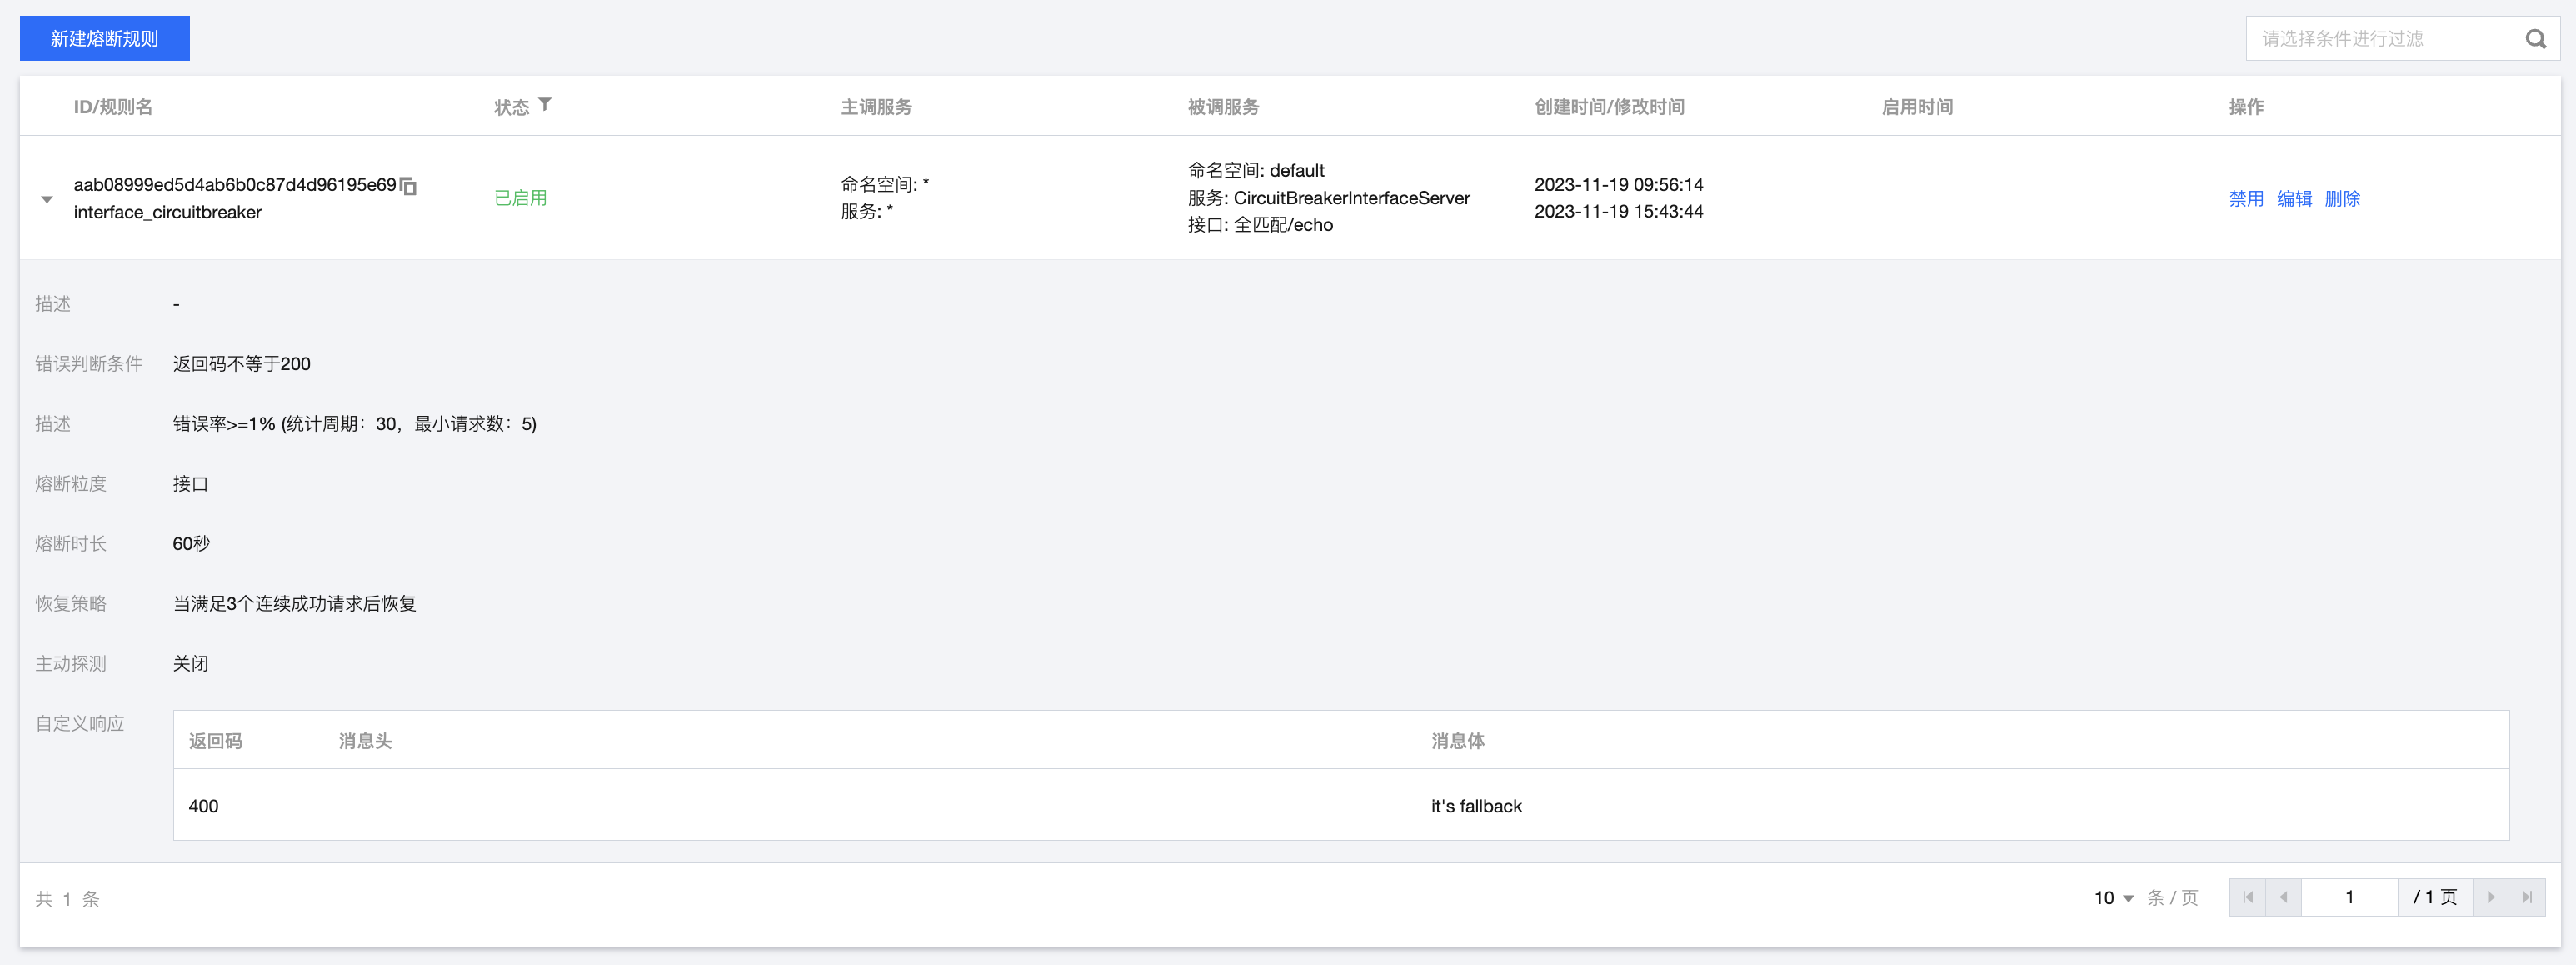 新建熔断规则
请选择条件进行过滤
ID/规则名 状态 主调服务 被调服务 创建时间/修改时间 启用时间 操作
aab08999ed5d4ab6b0c87d4d96195e69
interface_circuitbreaker
已启用
命名空间: *
服务: *
命名空间: default
服务: CircuitBreakerInterfaceServer
接口: 全匹配/echo
2023-11-19 09:56:14
2023-11-19 15:43:44
禁用 编辑 删除
描述 -
错误判断条件 返回码不等于200
描述 错误率>=1% (统计周期：30，最小请求数：5)
熔断粒度 接口
熔断时长 60秒
恢复策略 当满足3个连续成功请求后恢复
主动探测 关闭
自定义响应
返回码 消息头 消息体
400 it's fallback
共 1 条
10 条 / 页
1 / 1 页